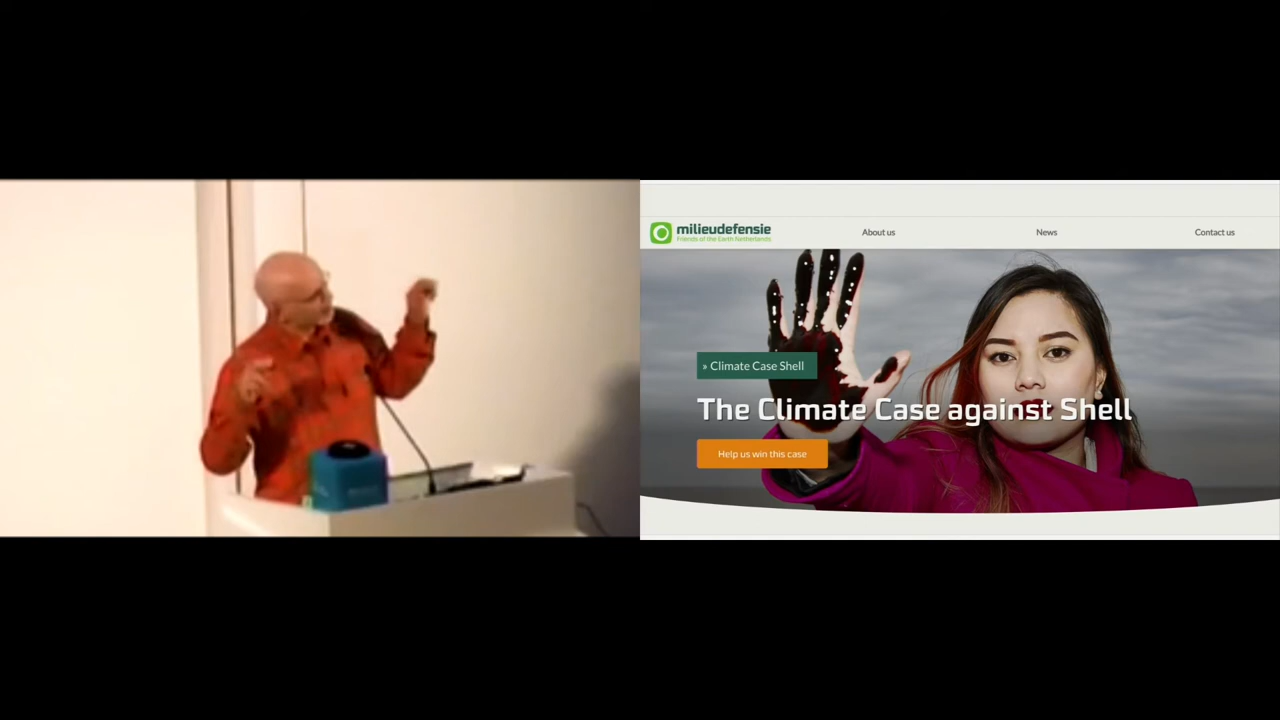 milieudefensie
Friends of the Earth Netherlands
About us
News
Contact us
» Climate Case Shell
The Climate Case against Shell
Help us win this case